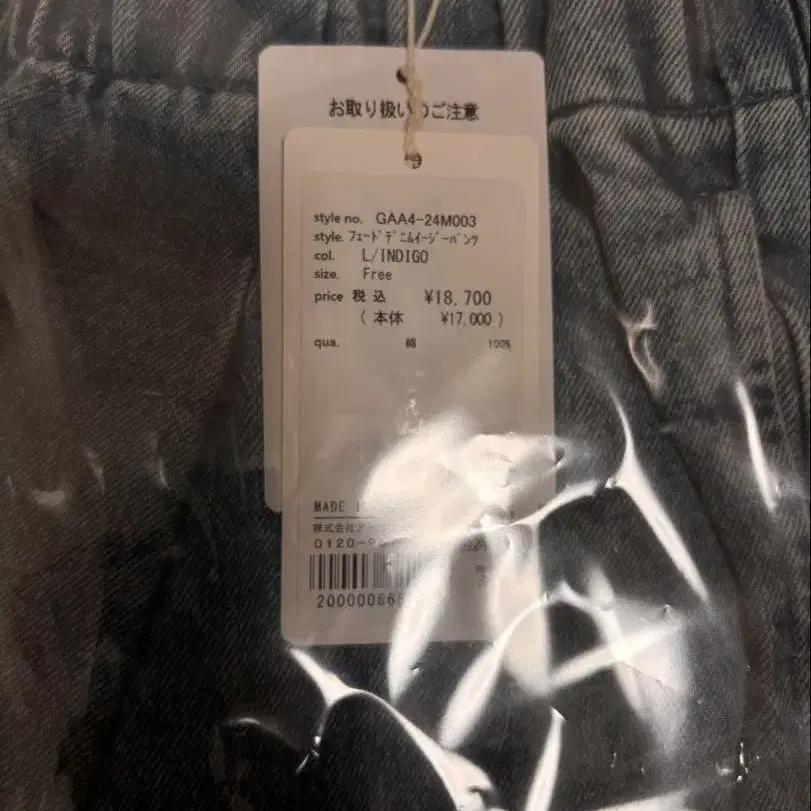 お取り扱いのご注意
style no. GAA4-24M003
style. ﾌｪｰﾄﾞﾃﾞﾆﾑｲｰｼﾞｰﾊﾟﾝﾂ
col. L/INDIGO
size. Free
price 税込 ¥18,700
( 本体 ¥17,000 )
qua. 綿 100%
MADE
株式会社
0120-